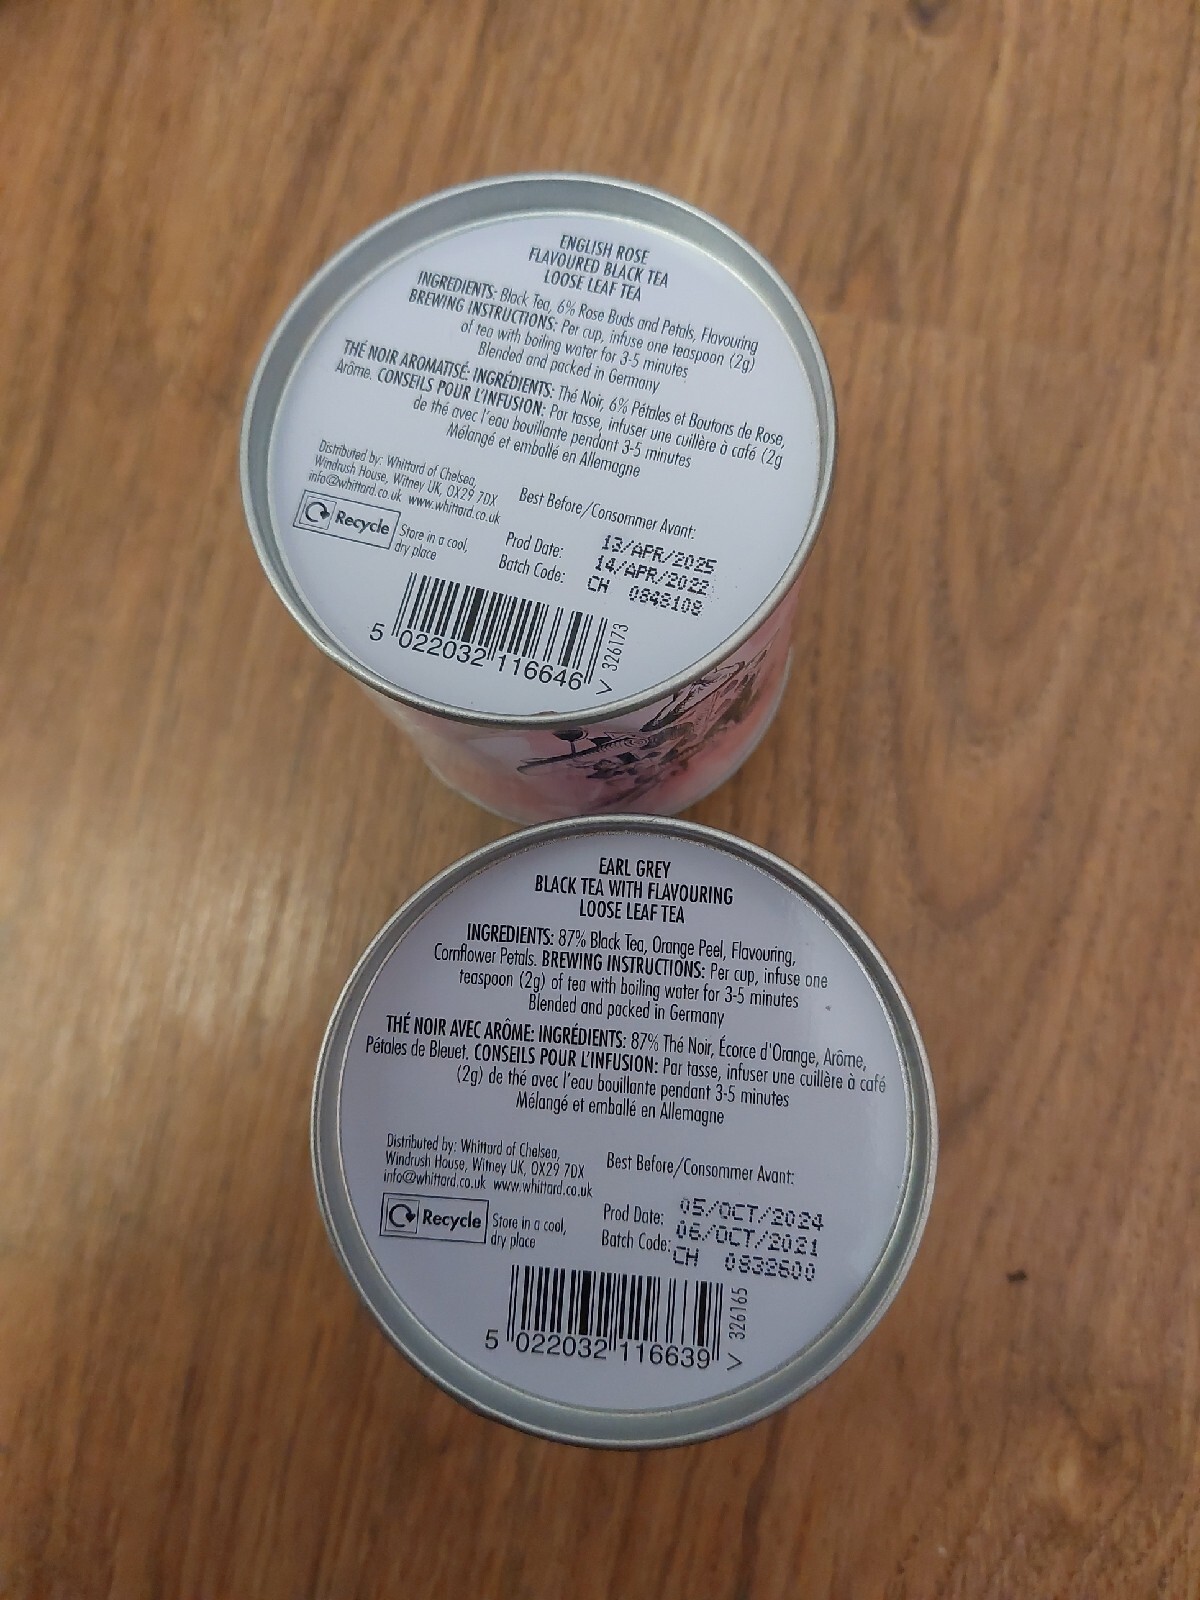 ENGLISH ROSE
FLAVOURED BLACK TEA
LOOSE LEAF TEA
INGREDIENTS: Black Tea, 6% Rose Buds and Petals, Flavouring
BREWING INSTRUCTIONS: Per cup, infuse one teaspoon (2g)
of tea with boiling water for 3-5 minutes
Blended and packed in Germany
THÉ NOIR AROMATISÉ: INGRÉDIENTS: Thé Noir, 6% Pétales et Boutons de Rose,
Arôme. CONSEILS POUR L'INFUSION: Par tasse, infuser une cuillère à café (2g
de thé avec l'eau bouillante pendant 3-5 minutes
Mélangé et emballé en Allemagne
Distributed by: Whittard of Chelsea,
Windrush House, Witney UK, OX29 7DX
info@whittard.co.uk www.whittard.co.uk
Recycle
Store in a cool,
dry place
Best Before/Consommer Avant:
13/APR/2025
Prod Date: 14/APR/2022
Batch Code: CH 0848108
5 022032 116646 >
326173
EARL GREY
BLACK TEA WITH FLAVOURING
LOOSE LEAF TEA
INGREDIENTS: 87% Black Tea, Orange Peel, Flavouring,
Cornflower Petals. BREWING INSTRUCTIONS: Per cup, infuse one
teaspoon (2g) of tea with boiling water for 3-5 minutes
Blended and packed in Germany
THÉ NOIR AVEC ARÔME: INGRÉDIENTS: 87% Thé Noir, Écorce d'Orange, Arôme,
Pétales de Bleuet. CONSEILS POUR L'INFUSION: Par tasse, infuser une cuillère à café
(2g) de thé avec l'eau bouillante pendant 3-5 minutes
Mélangé et emballé en Allemagne
Distributed by: Whittard of Chelsea,
Windrush House, Witney UK, OX29 7DX
info@whittard.co.uk www.whittard.co.uk
Recycle
Store in a cool,
dry place
Best Before/Consommer Avant:
05/OCT/2024
Prod Date: 06/OCT/2021
Batch Code: CH 0832600
5 022032 116639 >
326165